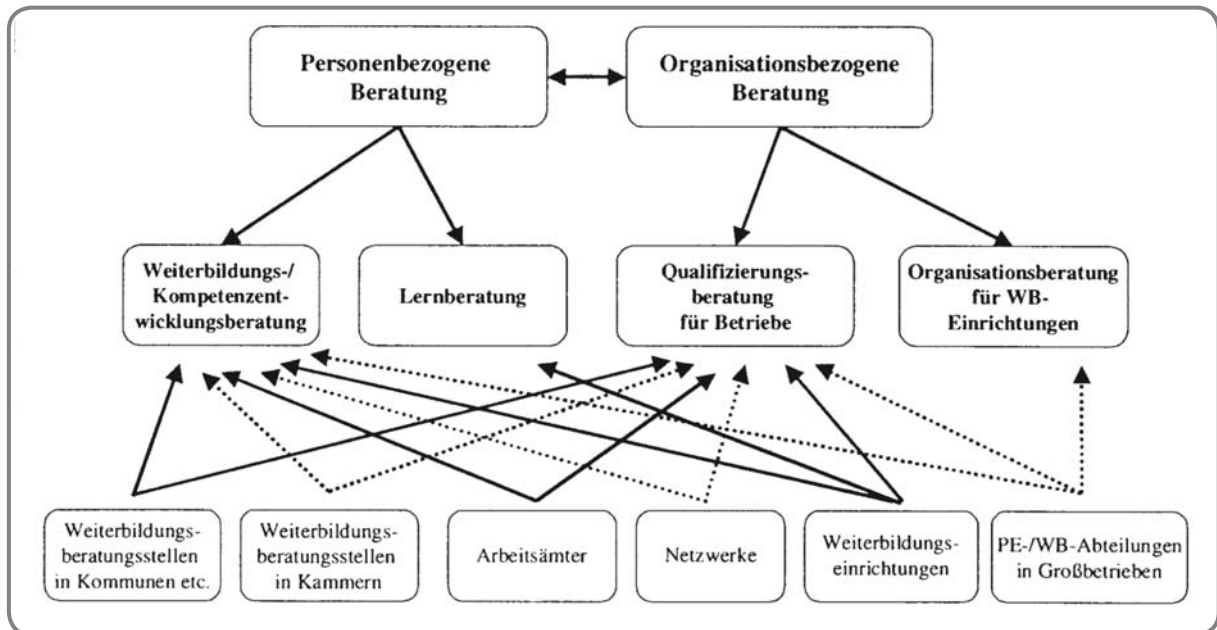 Personenbezogene
Beratung
Organisationsbezogene
Beratung
Weiterbildungs-/
Kompetenzent-
wicklungsberatung
Lernberatung
Qualifizierungs-
beratung
für Betriebe
Organisationsberatung
für WB-
Einrichtungen
Weiterbildungs-
beratungsstellen
in Kommunen etc.
Weiterbildungs-
beratungsstellen
in Kammern
Arbeitsämter
Netzwerke
Weiterbildungs-
einrichtungen
PE-/WB-Abteilungen
in Großbetrieben